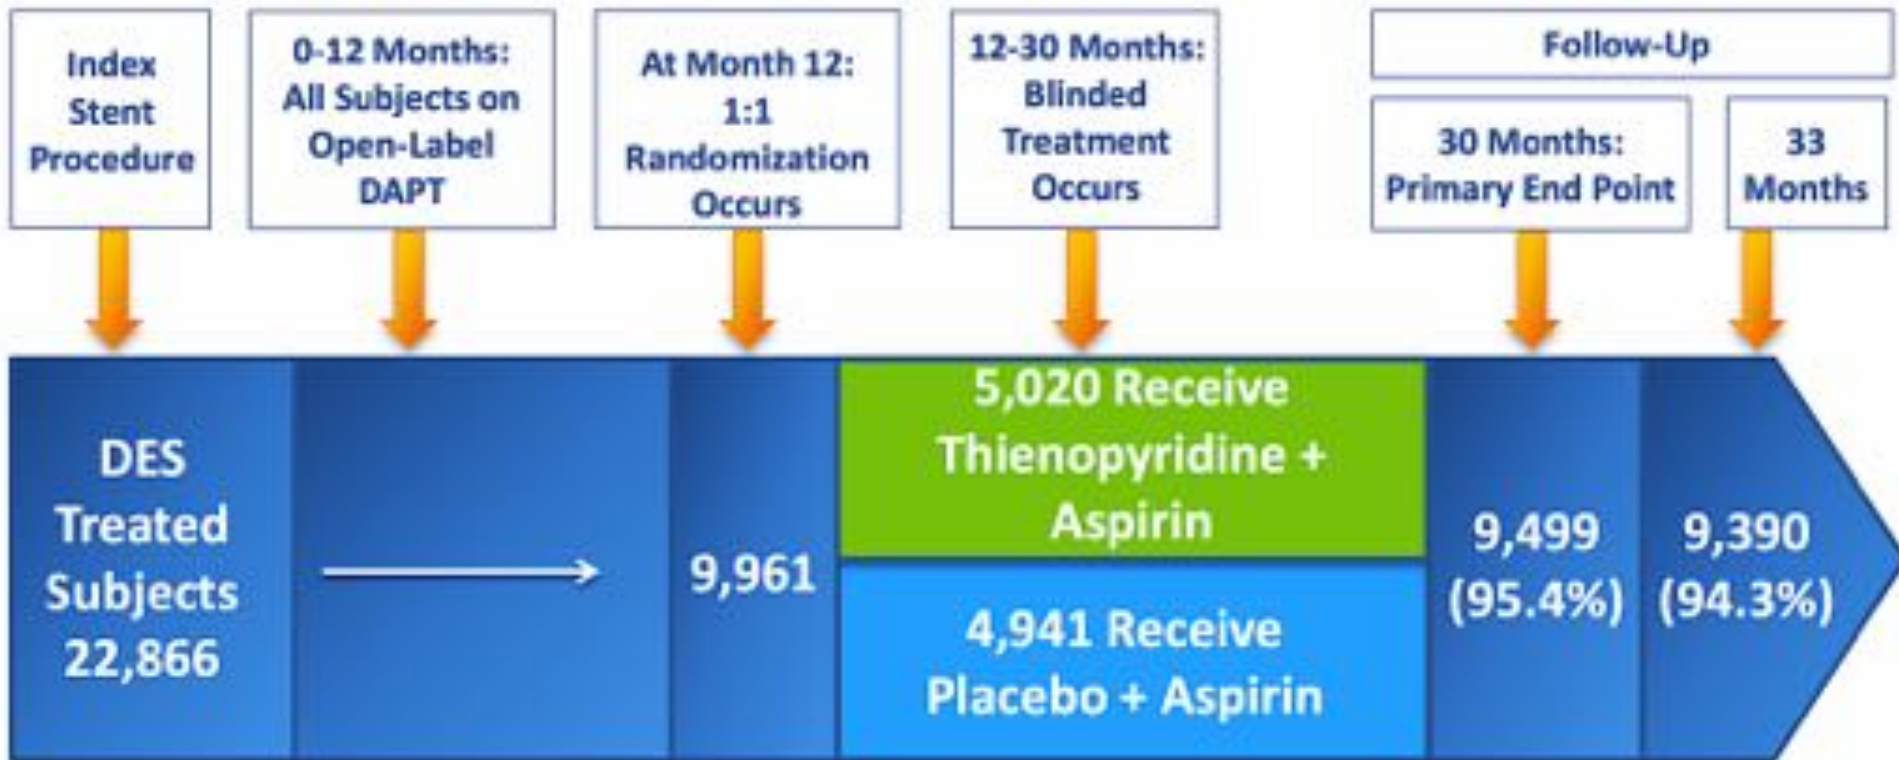 Index
Stent
Procedure
0-12 Months:
All Subjects on
Open-Label
DAPT
At Month 12:
1:1
Randomization
Occurs
12-30 Months:
Blinded
Treatment
Occurs
Follow-Up
30 Months:
Primary End Point
33
Months
DES
Treated
Subjects
22,866
9,961
5,020 Receive
Thienopyridine +
Aspirin
4,941 Receive
Placebo + Aspirin
9,499
(95.4%)
9,390
(94.3%)